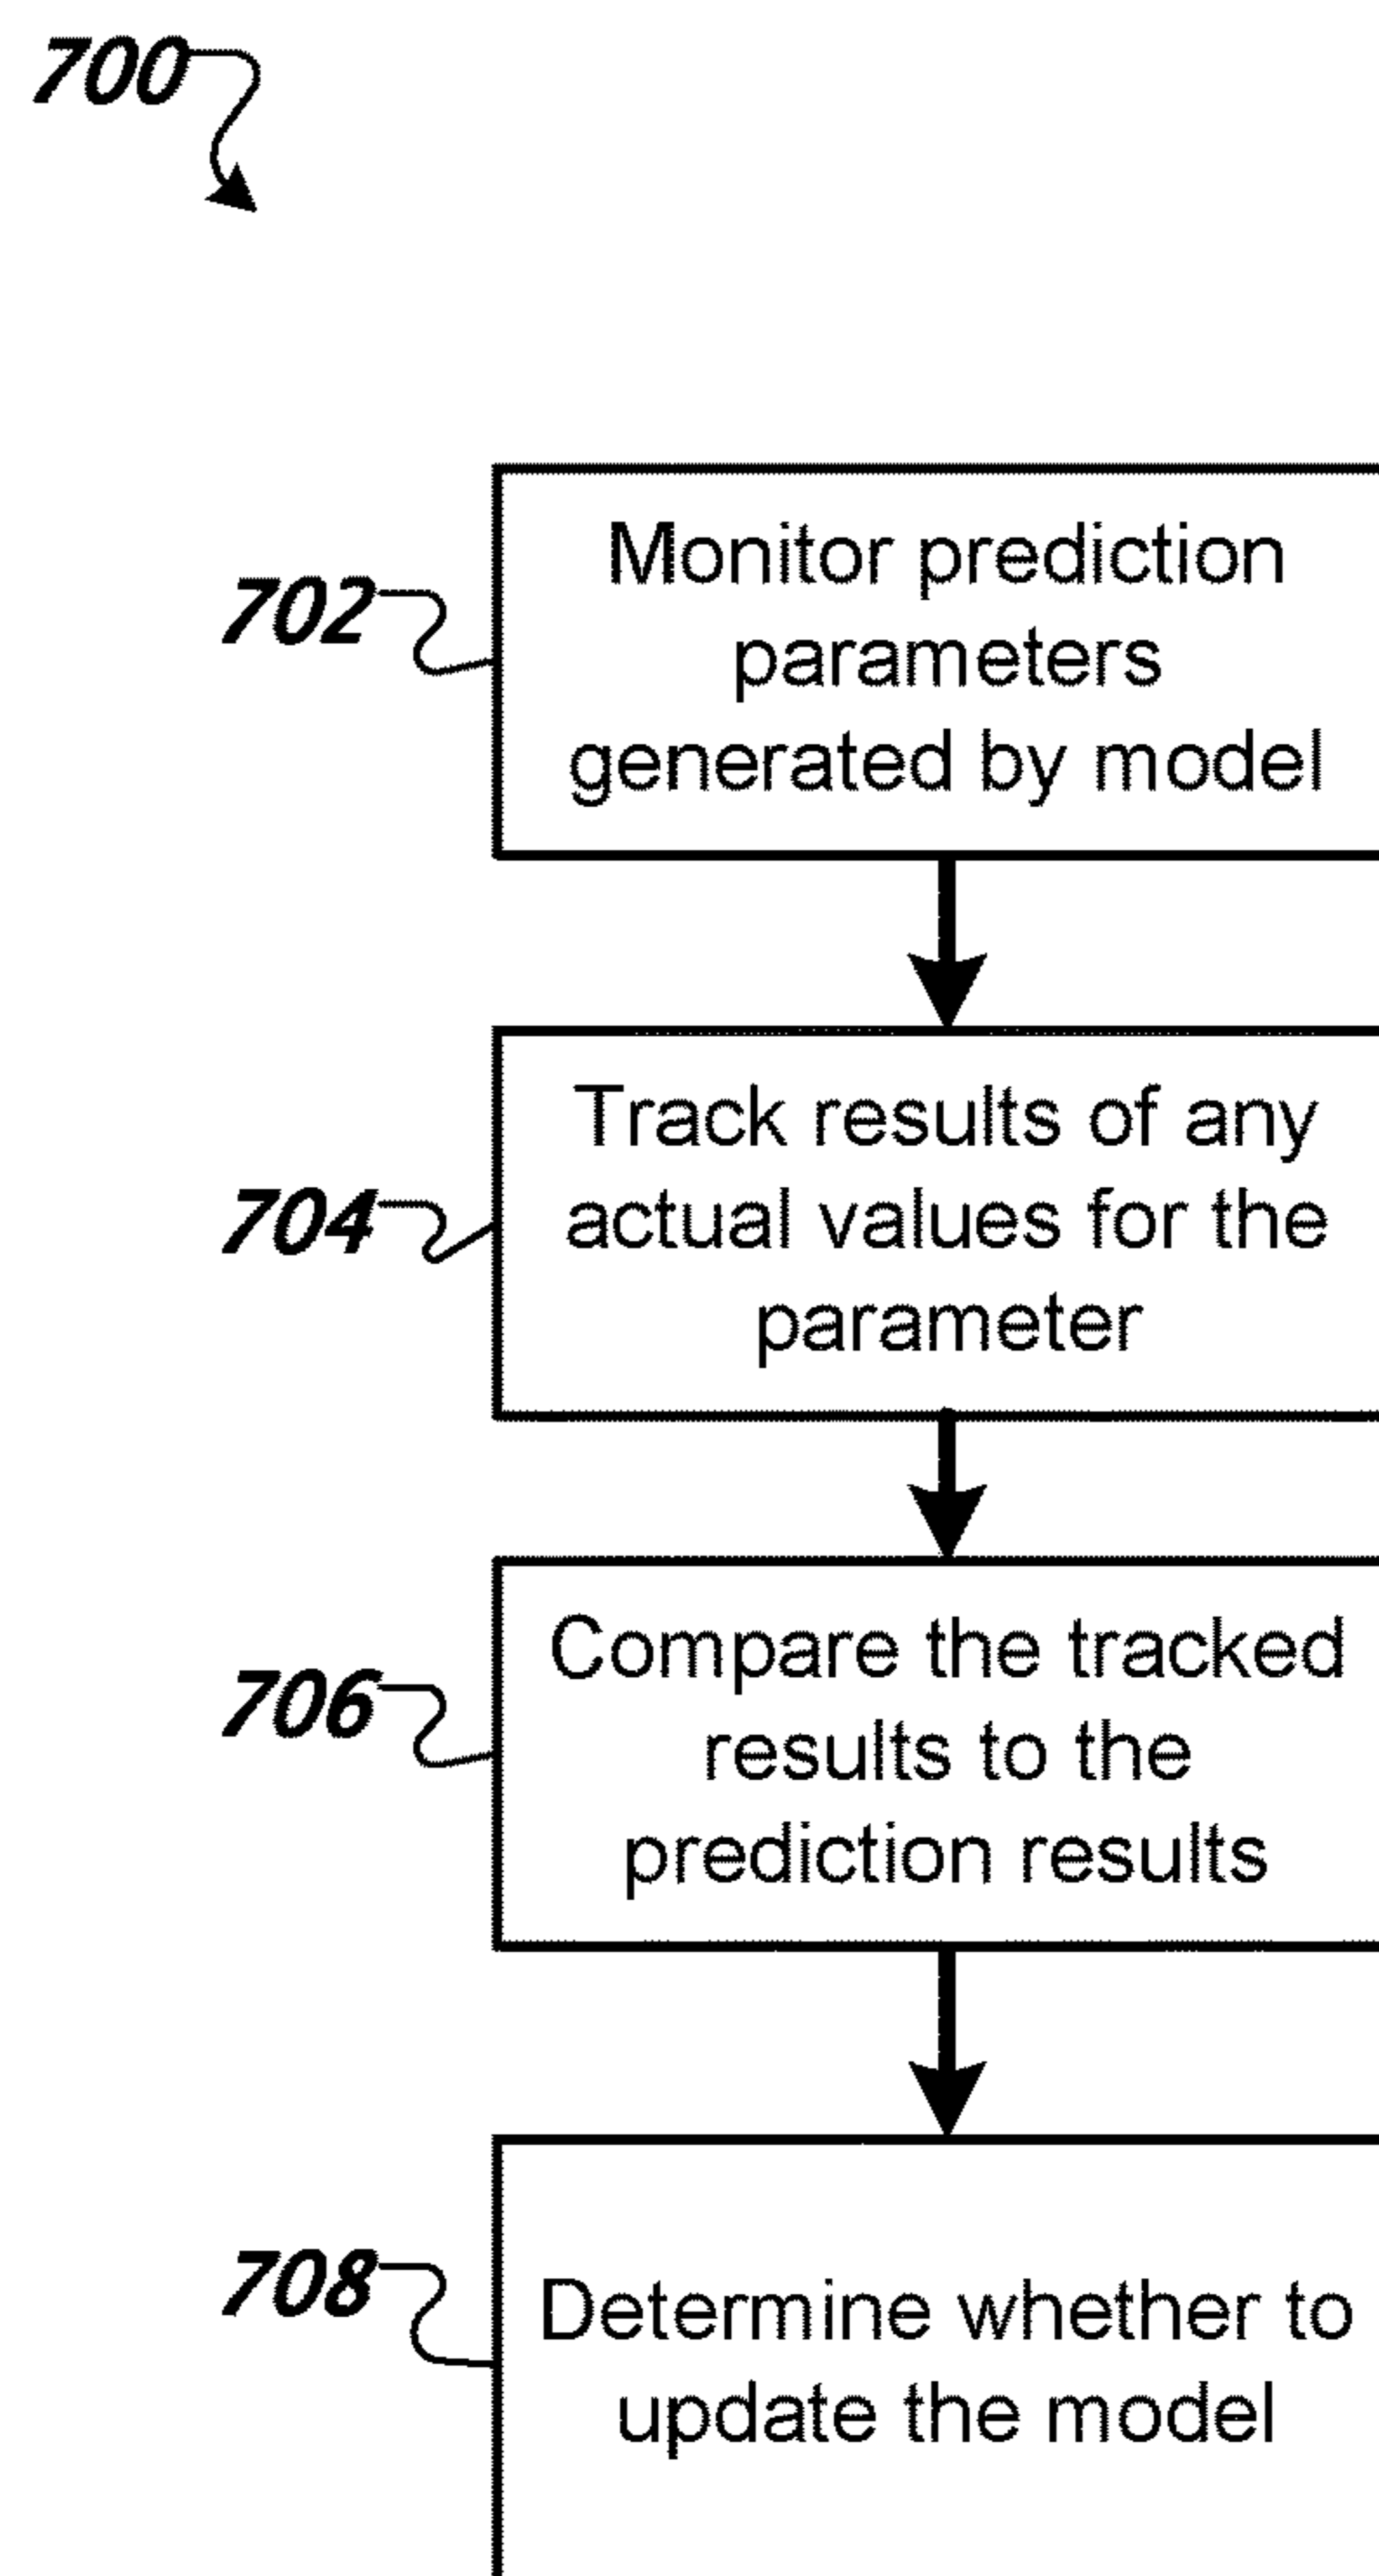 700
702
Monitor prediction
parameters
generated by model
704
Track results of any
actual values for the
parameter
706
Compare the tracked
results to the
prediction results
708
Determine whether to
update the model